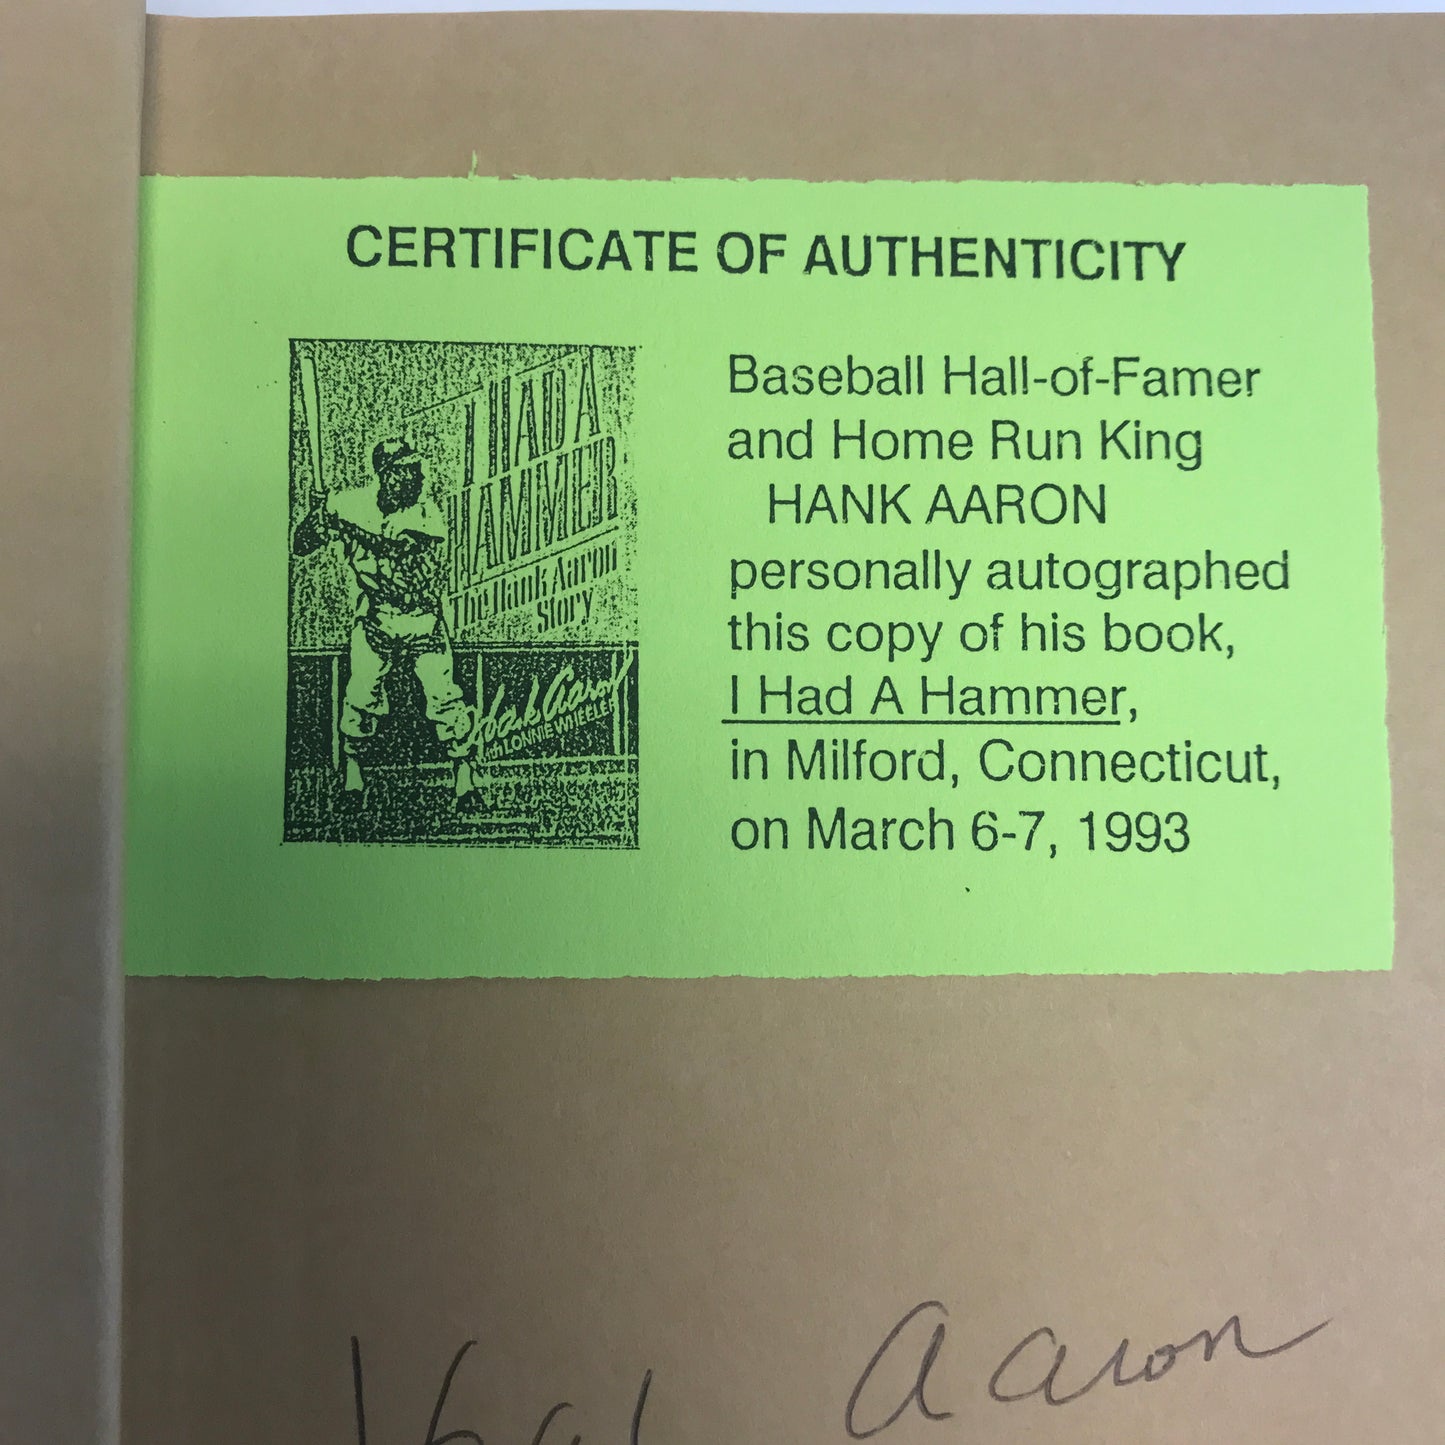 CERTIFICATE OF AUTHENTICITY
I HAD A
HAMMER
The Hank Aaron
Story
Hank Aaron
with LONNIE WHEELER
Baseball Hall-of-Famer
and Home Run King
HANK AARON
personally autographed
this copy of his book,
I Had A Hammer,
in Milford, Connecticut,
on March 6-7, 1993
Aaron